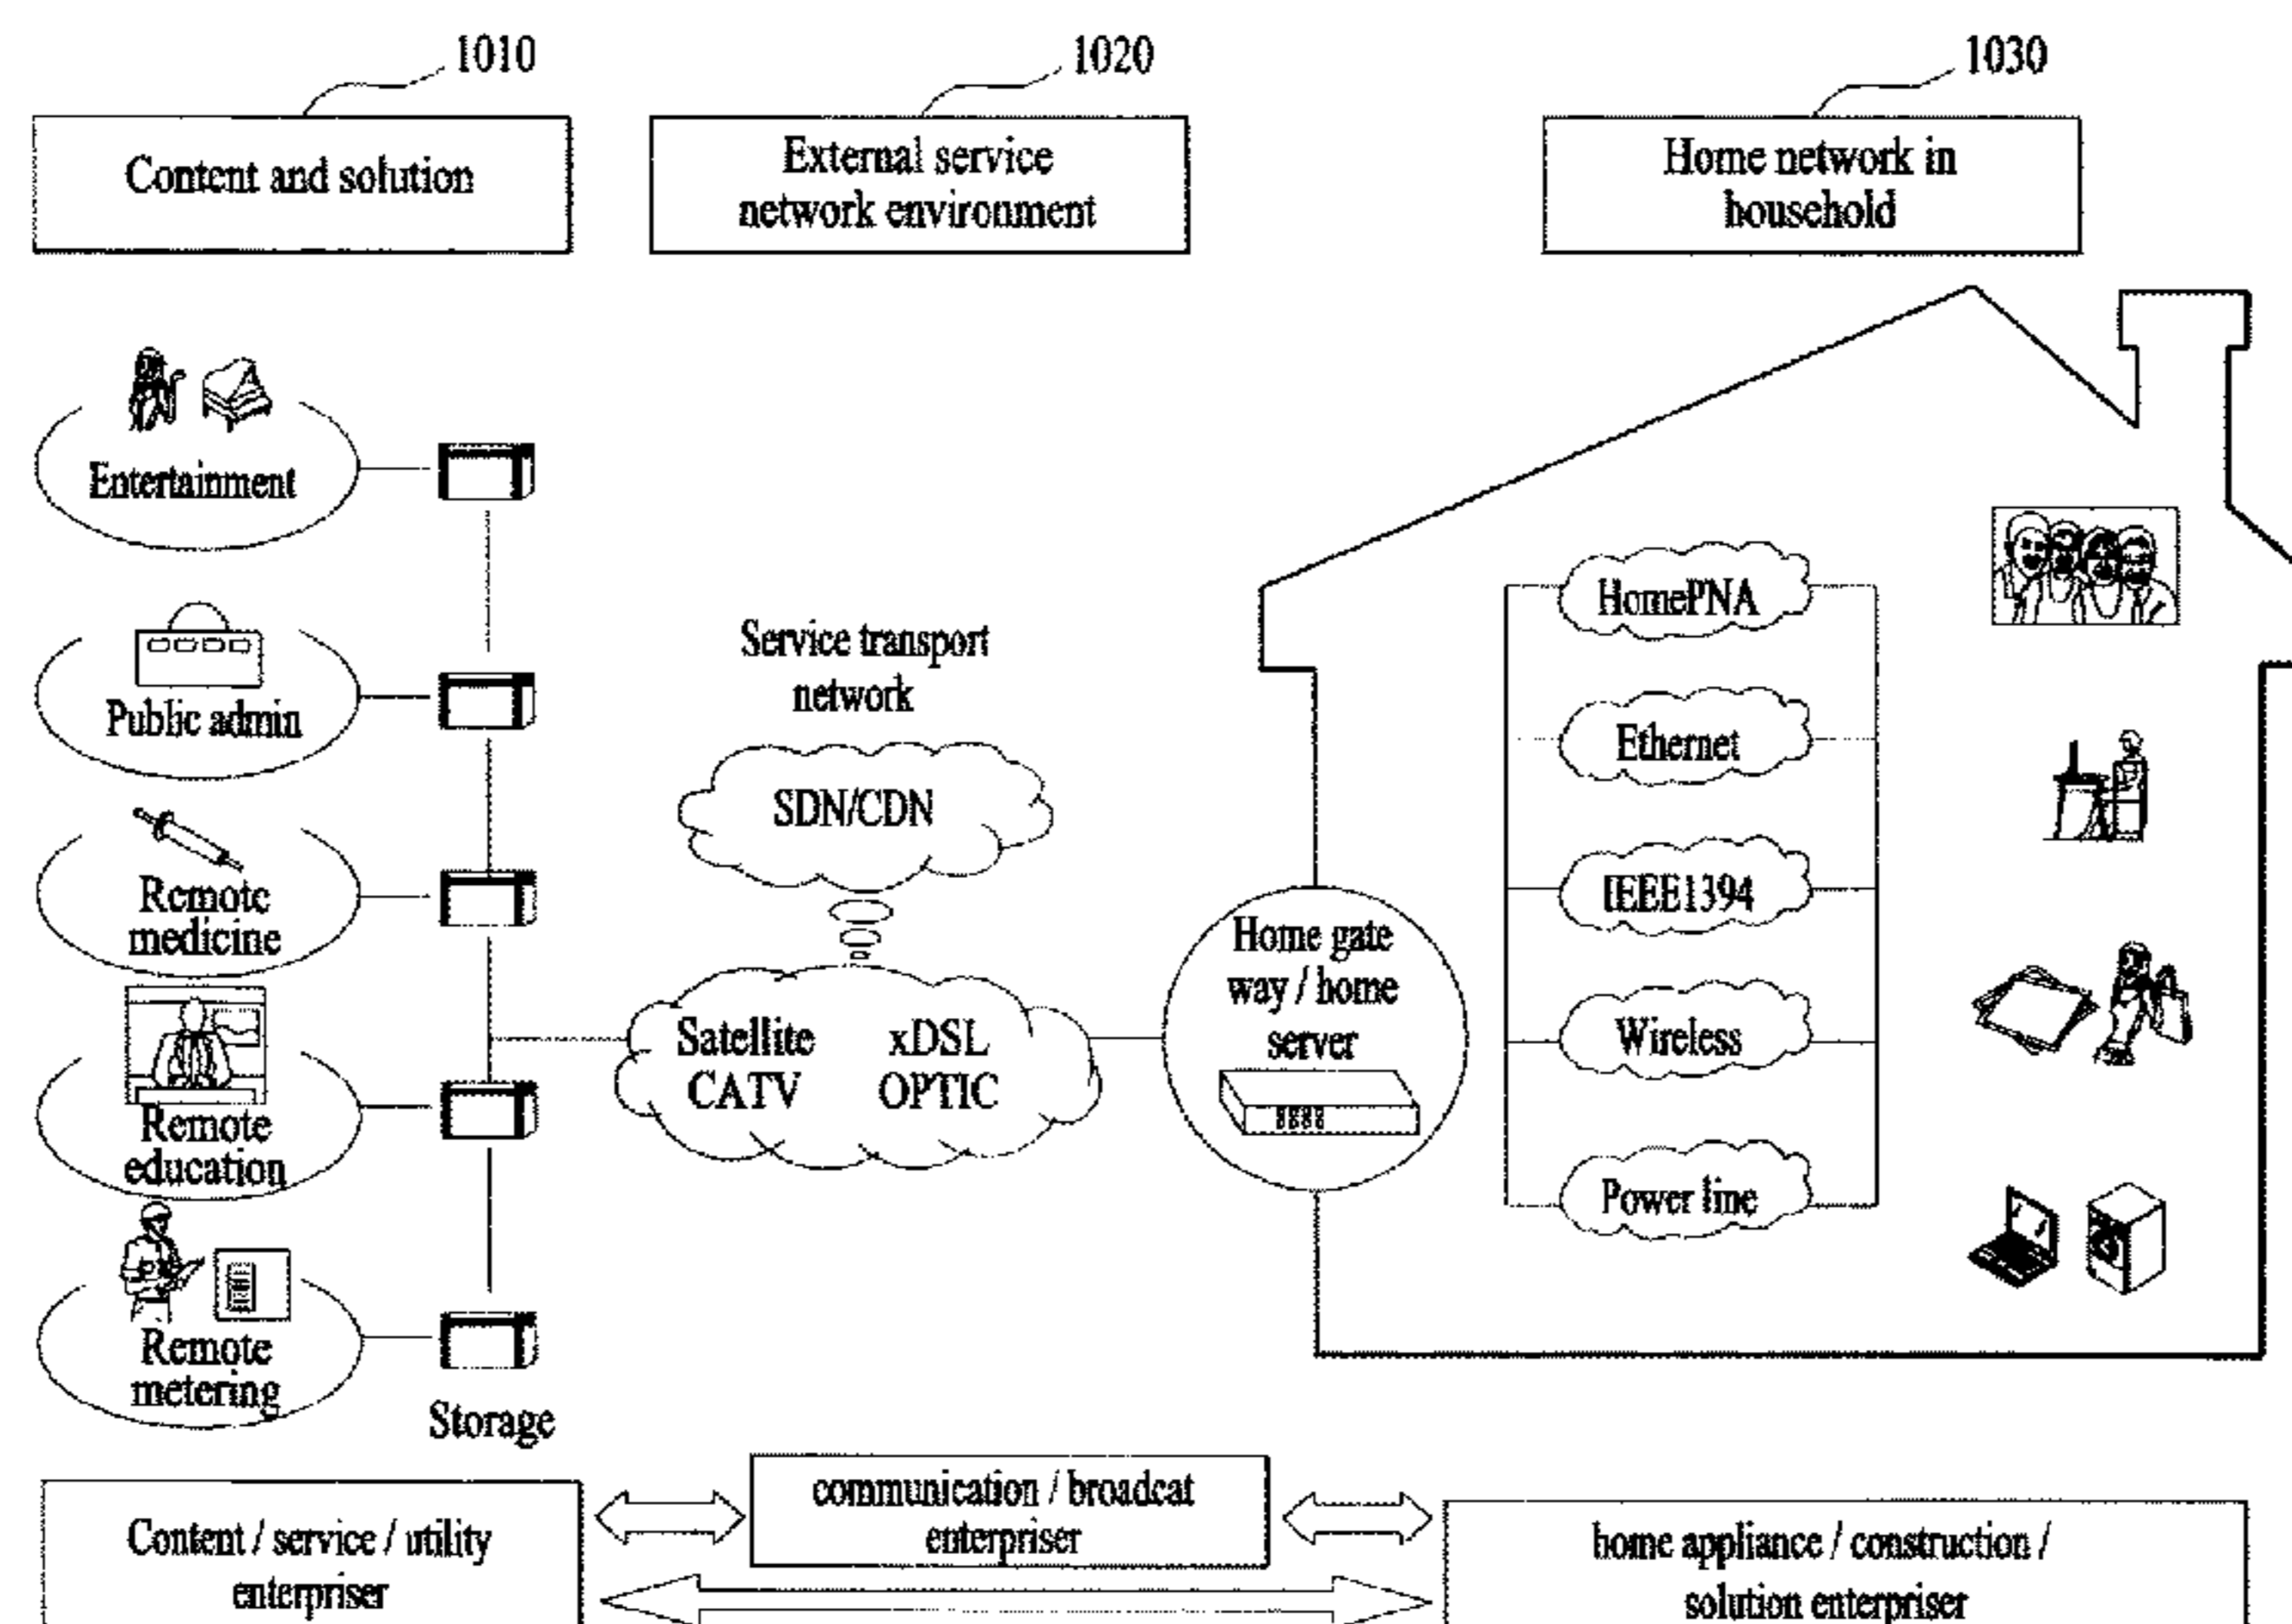 1010
1020
1030
Content and solution
External service
network environment
Home network in
household
Entertainment
Public admin
Remote
medicine
Remote
education
Remote
metering
Storage
Service transport
network
SDN/CDN
Satellite xDSL
CATV OPTIC
Home gate
way / home
server
HomePNA
Ethernet
IEEE1394
Wireless
Power line
Content / service / utility
enterpriser
communication / broadcat
enterpriser
home appliance / construction /
solution enterpriser